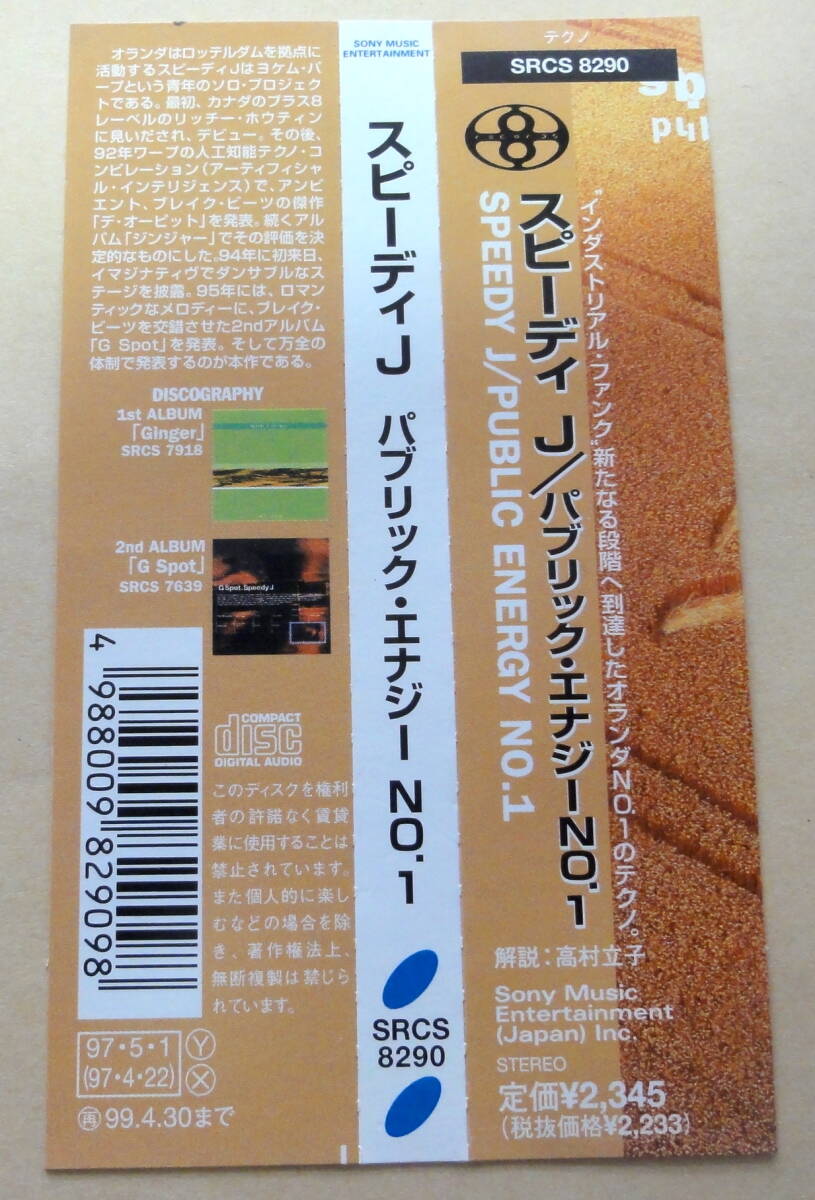 オランダはロッテルダムを拠点に
活動するスピーディJはヨケム・パ
ープという青年のソロ・プロジェク
トである。最初、カナダのプラス8
レーベルのリッチー・ホウティン
に見いだされ、デビュー。その後、
92年ワープの人工知能テクノ・コ
ンピレーション(アーティフィシャ
ル・インテリジェンス)で、アンビ
エント、ブレイク・ビーツの傑作
「デ・オービット」を発表。続くアル
バム「ジンジャー」でその評価を決
定的なものにした。94年に初来日、
イマジナティヴでダンサブルなス
テージを披露。95年には、ロマン
ティックなメロディーに、ブレイク・
ビーツを交錯させた2ndアルバム
「G Spot」を発表。そして万全の
体制で発表するのが本作である。
DISCOGRAPHY
1st ALBUM
「Ginger」
SRCS 7918
2nd ALBUM
「G Spot」
SRCS 7639
G Spot. Speedy J
4 988009 829098
COMPACT
disc
DIGITAL AUDIO
このディスクを権利
者の許諾なく賃貸
業に使用することは
禁止されています。
また個人的に楽し
むなどの場合を除
き、著作権法上、
無断複製は禁じら
れています。
97・5・1 Ⓨ
(97・4・22) Ⓧ
再 99.4.30まで
SONY MUSIC
ENTERTAINMENT
スピーディ J パブリック・エナジー NO.1
SRCS
8290
テクノ
SRCS 8290
スピーディ J/パブリック・エナジーNO.1
SPEEDY J/PUBLIC ENERGY NO.1
“インダストリアル・ファンク”新たなる段階へ到達したオランダNO.1のテクノ。
解説：高村立子
Sony Music
Entertainment
(Japan) Inc.
STEREO
定価¥2,345
(税抜価格¥2,233)